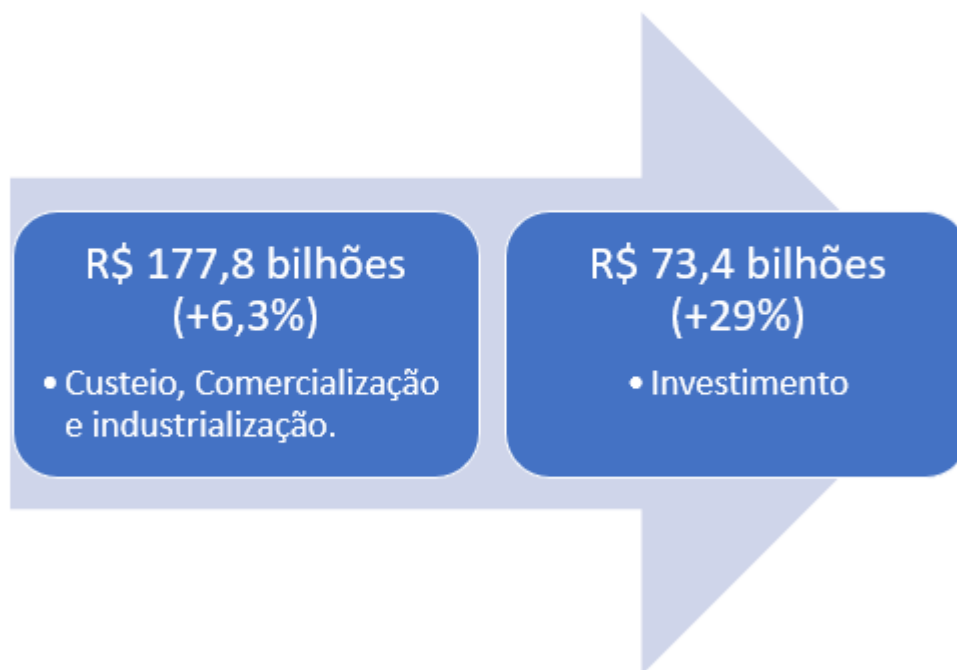 R$ 177,8 bilhões
(+6,3%)
• Custeio, Comercialização
e industrialização.
R$ 73,4 bilhões
(+29%)
• Investimento